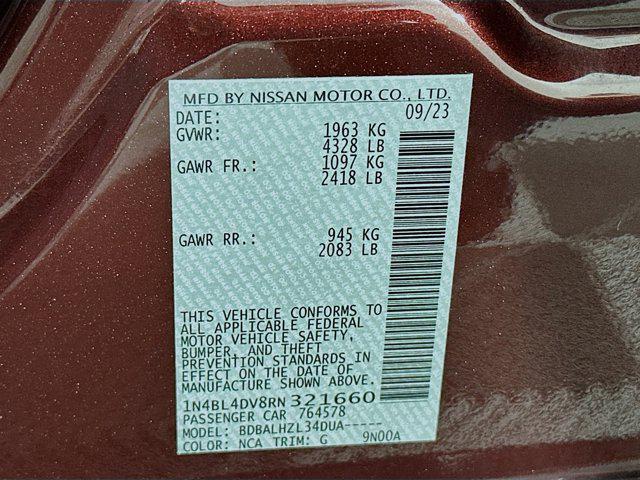 MFD BY NISSAN MOTOR CO., LTD.
DATE: 09/23
GVWR: 1963 KG
4328 LB
GAWR FR.: 1097 KG
2418 LB
GAWR RR.: 945 KG
2083 LB
THIS VEHICLE CONFORMS TO
ALL APPLICABLE FEDERAL
MOTOR VEHICLE SAFETY,
BUMPER, AND THEFT
PREVENTION STANDARDS IN
EFFECT ON THE DATE OF
MANUFACTURE SHOWN ABOVE.
1N4BL4DV8RN321660
PASSENGER CAR 764578
MODEL: BDBALHZL34DUA-----
COLOR: NCA TRIM: G 9N00A